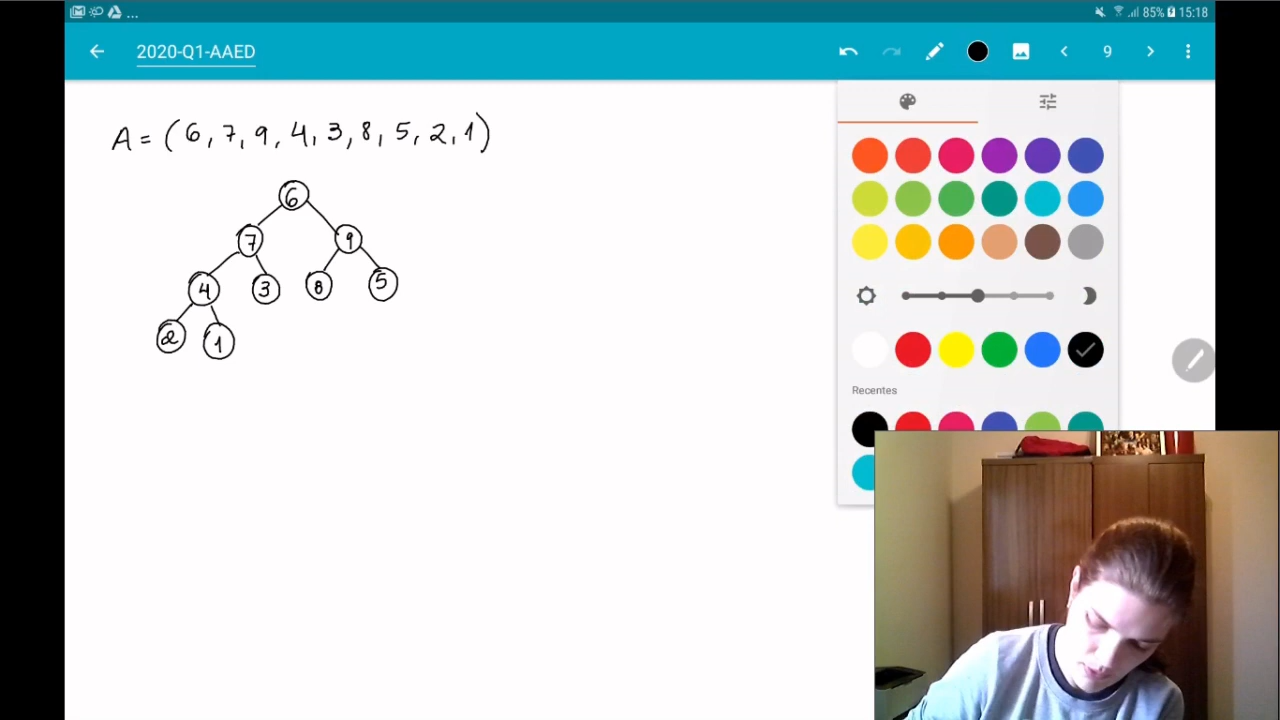 ... 85% 15:18
2020-Q1-AAED 9
A = (6, 7, 9, 4, 3, 8, 5, 2, 1)
6
7 9
4 3 8 5
2 1
Recentes